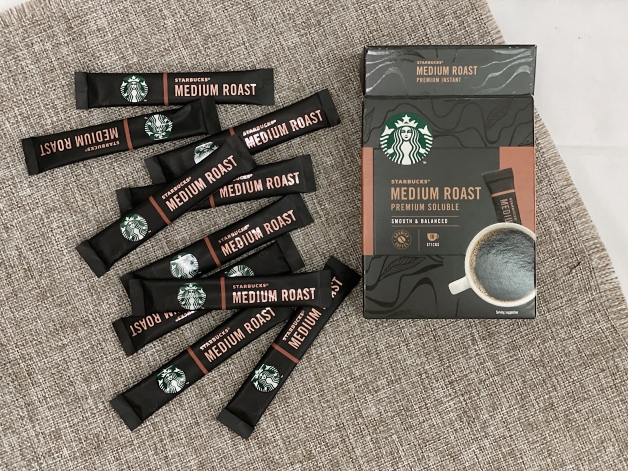 STARBUCKS®
MEDIUM ROAST
STARBUCKS®
MEDIUM ROAST
STARBUCKS®
MEDIUM ROAST
STARBUCKS®
MEDIUM ROAST
MEDIUM ROAST
STARBUCKS®
MEDIUM ROAST
STARBUCKS®
MEDIUM ROAST
M ROAST
STARBUCKS®
MEDIUM ROAST
STARBUCKS®
MEDIUM
STARBUCKS®
MEDIUM ROAST
PREMIUM INSTANT
STARBUCKS®
MEDIUM ROAST
PREMIUM SOLUBLE
SMOOTH & BALANCED
STICKS
MEDIUM
Serving suggestion